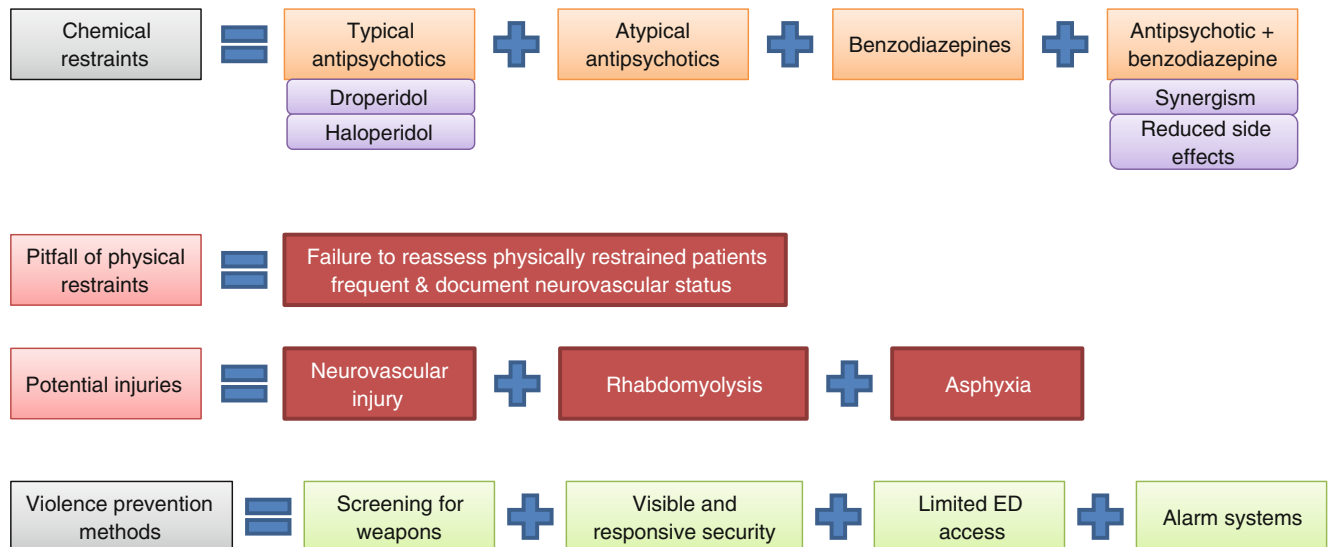 Chemical
restraints
Typical
antipsychotics
Droperidol
Haloperidol
Atypical
antipsychotics
Benzodiazepines
Antipsychotic +
benzodiazepine
Synergism
Reduced side
effects
Pitfall of physical
restraints
Failure to reassess physically restrained patients
frequent & document neurovascular status
Potential injuries
Neurovascular
injury
Rhabdomyolysis
Asphyxia
Violence prevention
methods
Screening for
weapons
Visible and
responsive security
Limited ED
access
Alarm systems